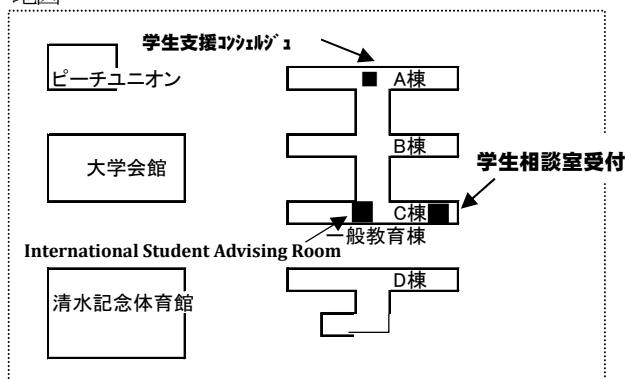 地図
学生支援ｺﾝｼｪﾙｼﾞｭ
ピーチユニオン
A棟
大学会館
B棟
学生相談室受付
C棟
一般教育棟
International Student Advising Room
D棟
清水記念体育館